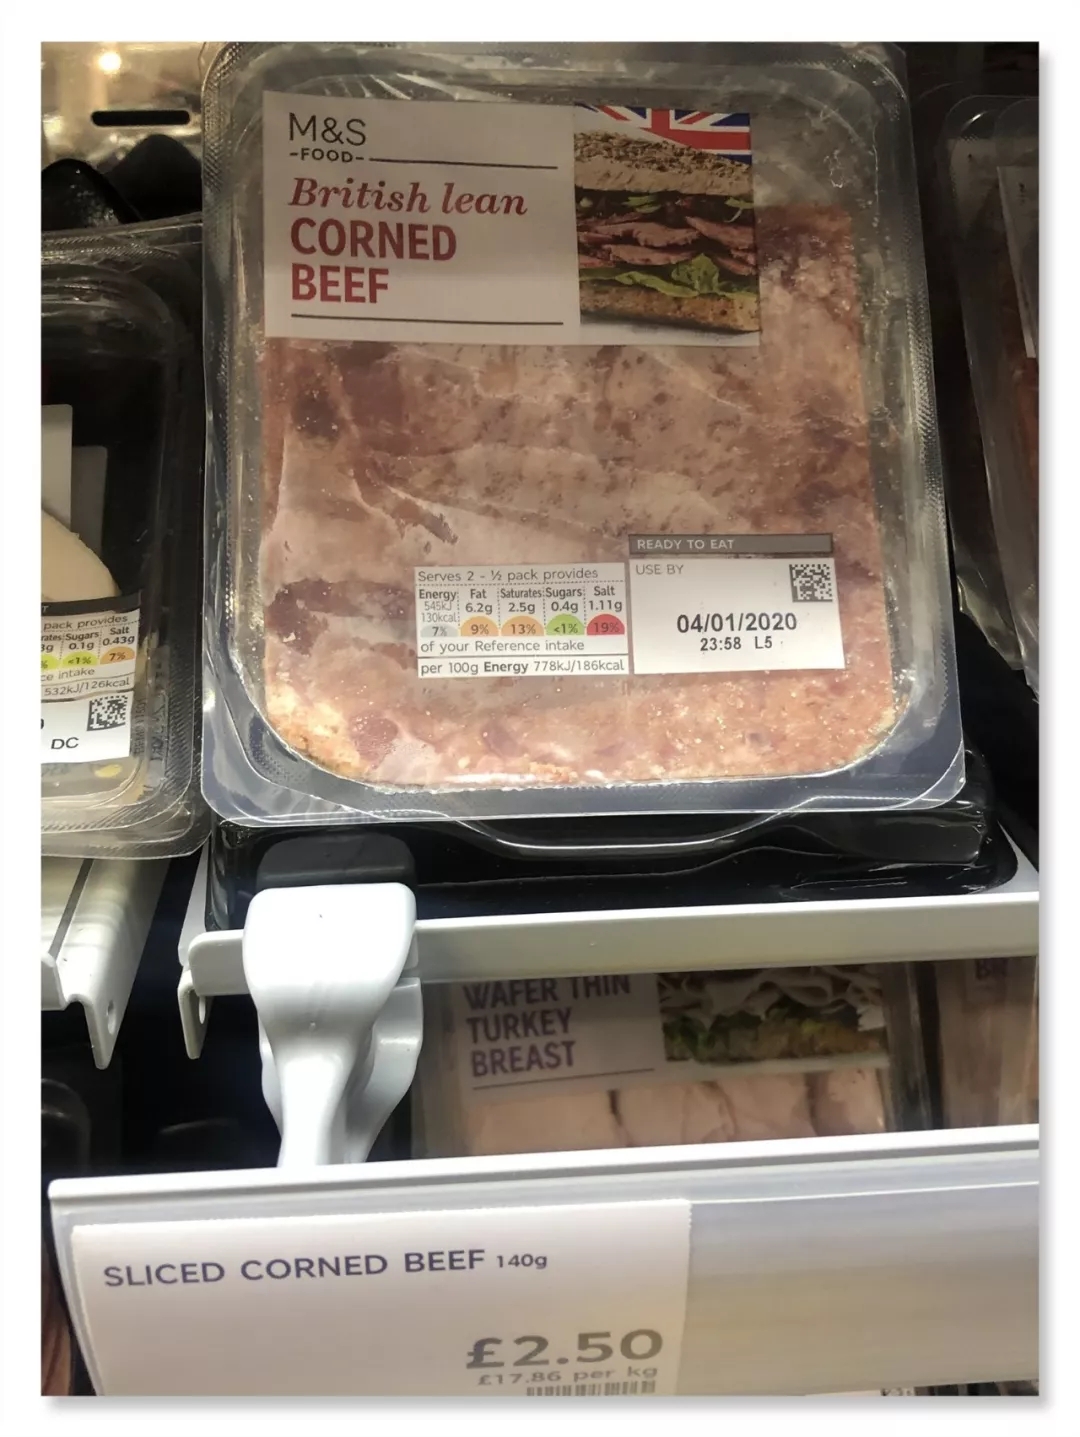 M&S
-FOOD-
British lean
CORNED
BEEF
READY TO EAT
USE BY
04/01/2020
23:58 L5
Serves 2 - ½ pack provides
Energy Fat Saturates Sugars Salt
545kJ 6.2g 2.5g 0.4g 1.11g
130kcal
7% 9% 13% <1% 19%
of your Reference intake
per 100g Energy 778kJ/186kcal
pack provides
Sugars Salt
0.1g 0.43g
<1% 7%
intake
532kJ/126kcal
DC
WAFER THIN
TURKEY
BREAST
SLICED CORNED BEEF 140g
£2.50
£17.86 per kg